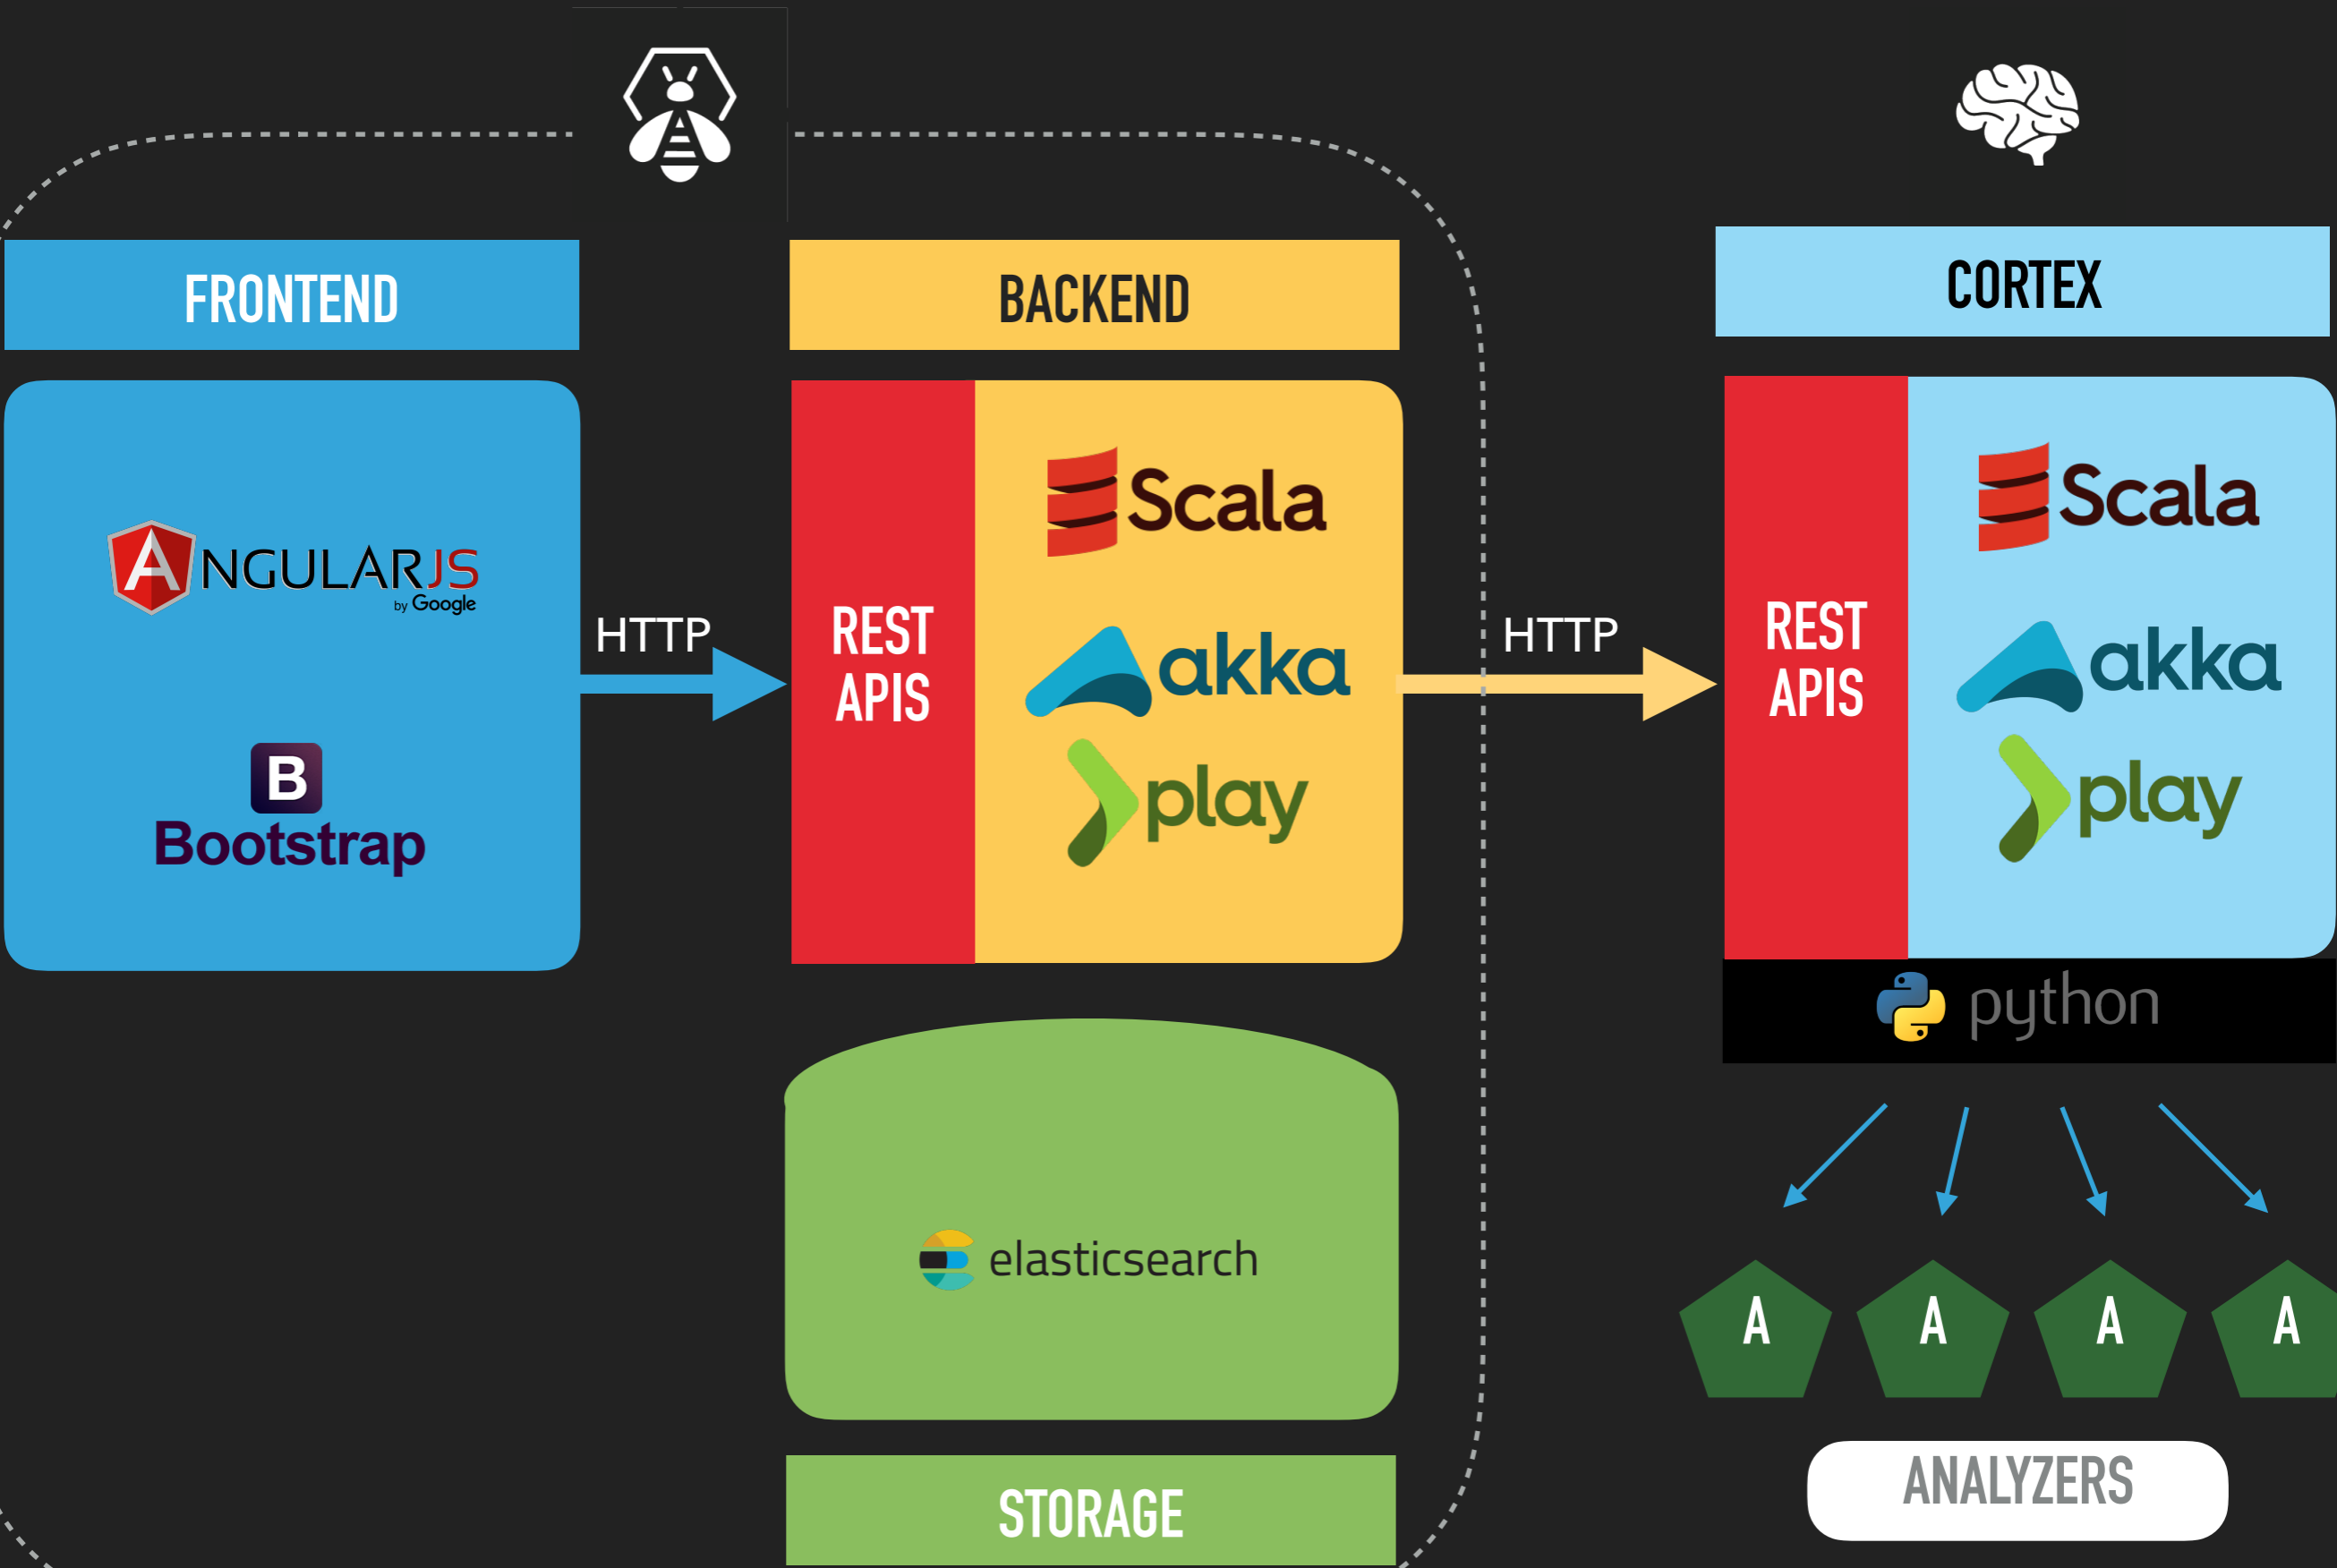 FRONTEND
BACKEND
CORTEX
ANGULARJS
by Google
B
Bootstrap
HTTP
REST
APIS
Scala
akka
play
HTTP
REST
APIS
Scala
akka
play
python
elasticsearch
STORAGE
A
A
A
A
ANALYZERS